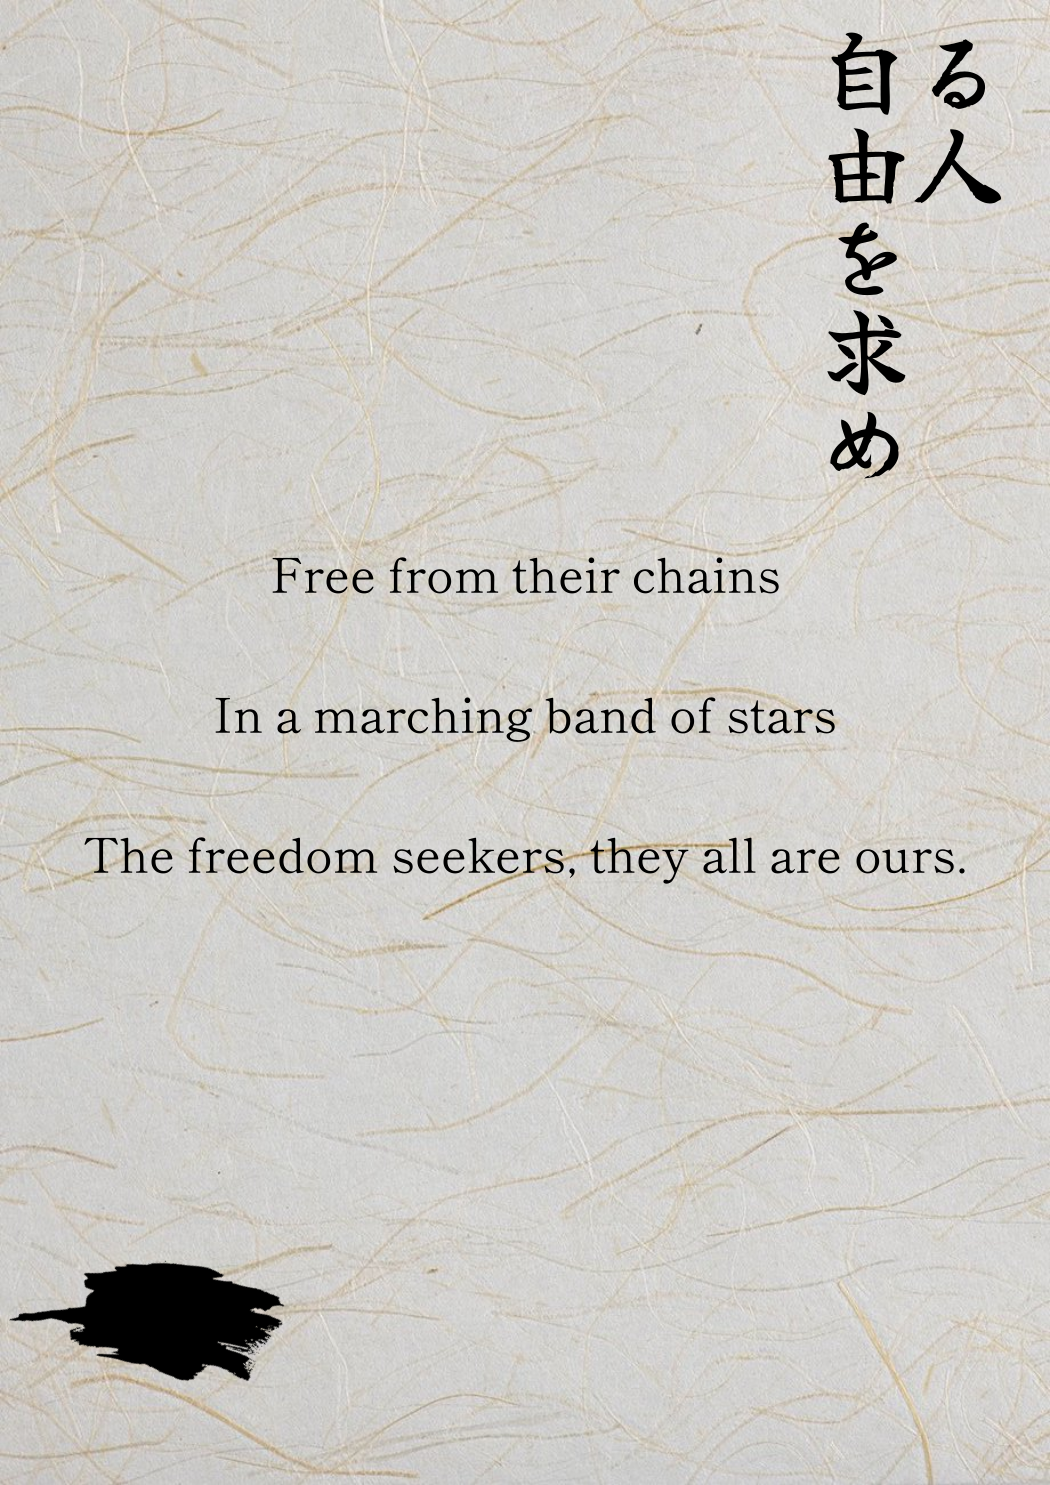 自由を求め
る人
Free from their chains
In a marching band of stars
The freedom seekers, they all are ours.